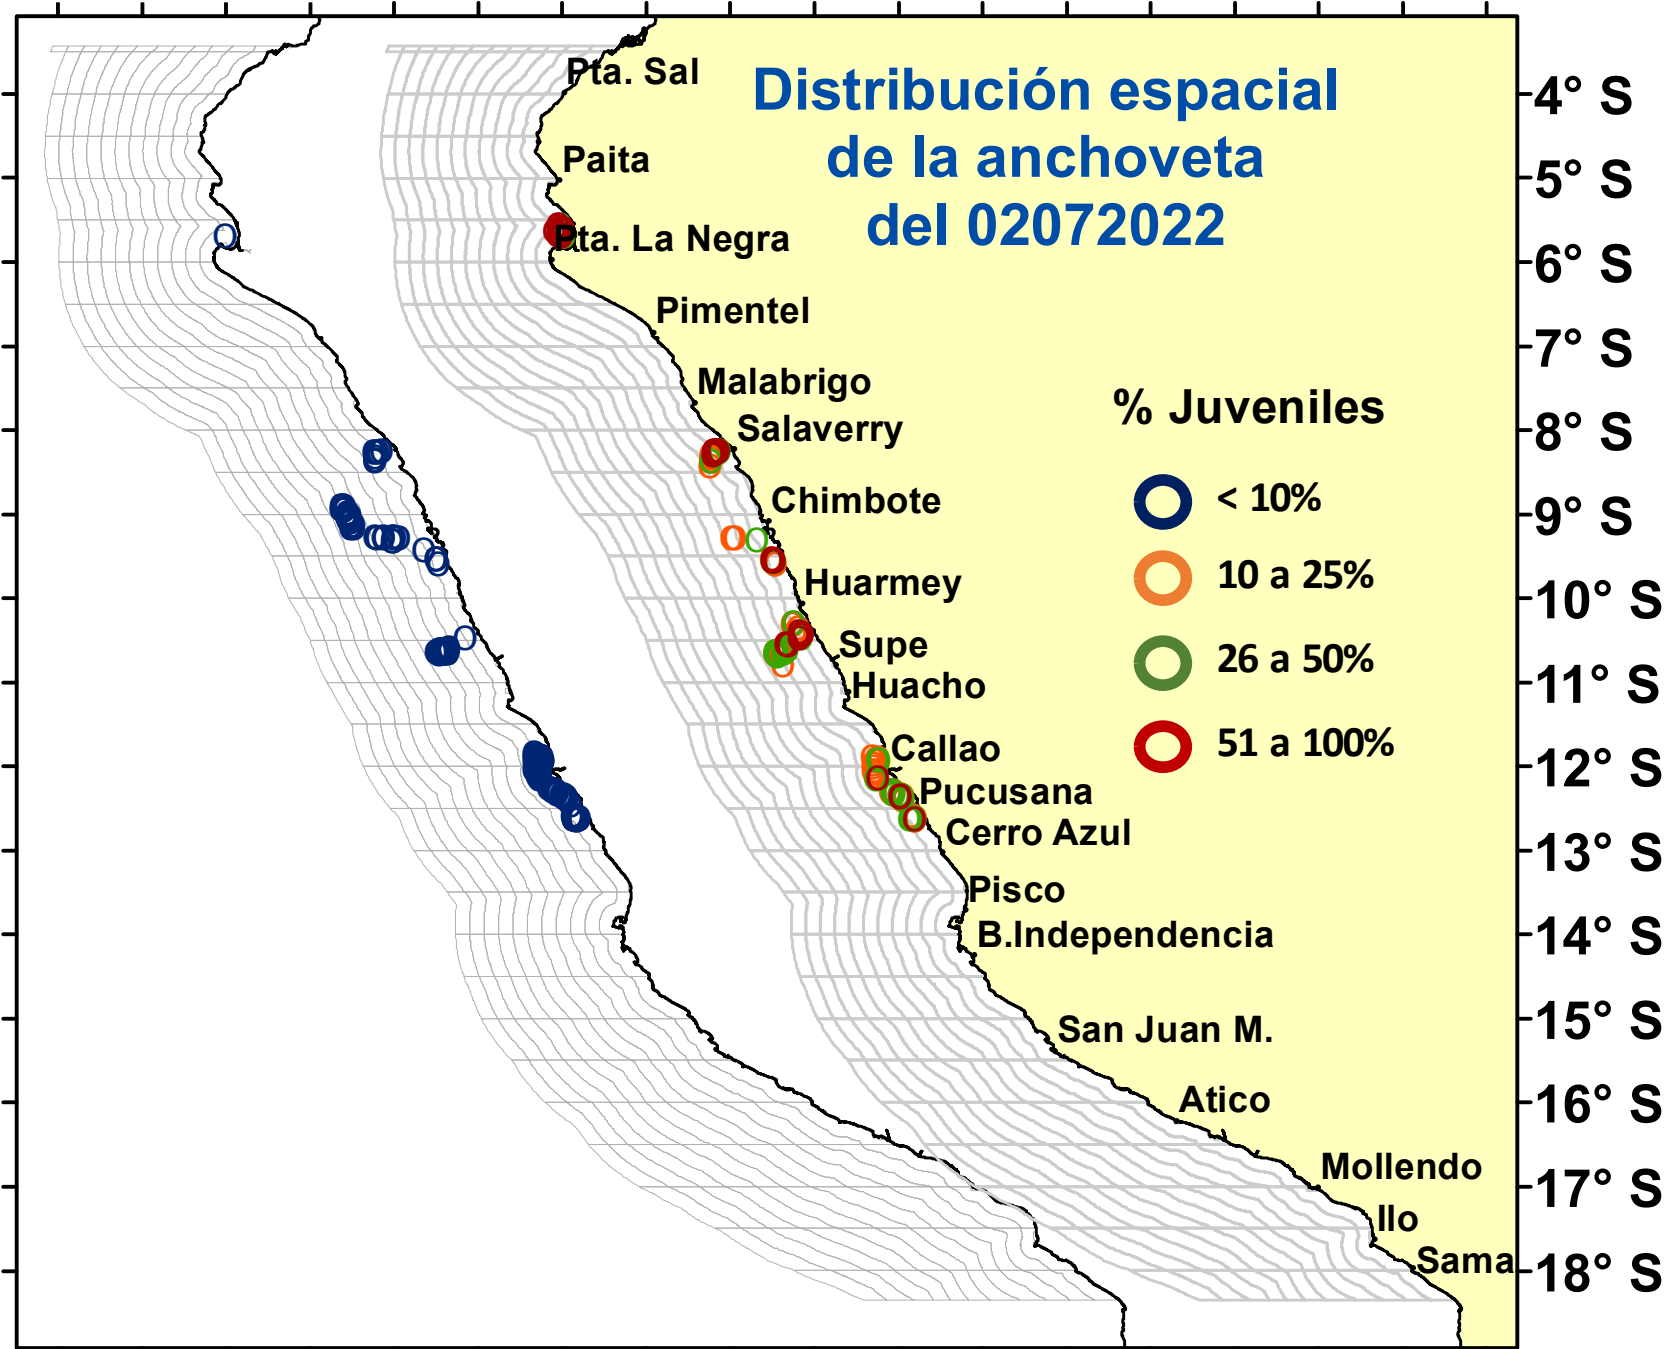 Distribución espacial
de la anchoveta
del 02072022
Pta. Sal
Paita
Pta. La Negra
Pimentel
Malabrigo
Salaverry
Chimbote
Huarmey
Supe
Huacho
Callao
Pucusana
Cerro Azul
Pisco
B.Independencia
San Juan M.
Atico
Mollendo
Ilo
Sama
% Juveniles
< 10%
10 a 25%
26 a 50%
51 a 100%
4° S
5° S
6° S
7° S
8° S
9° S
10° S
11° S
12° S
13° S
14° S
15° S
16° S
17° S
18° S